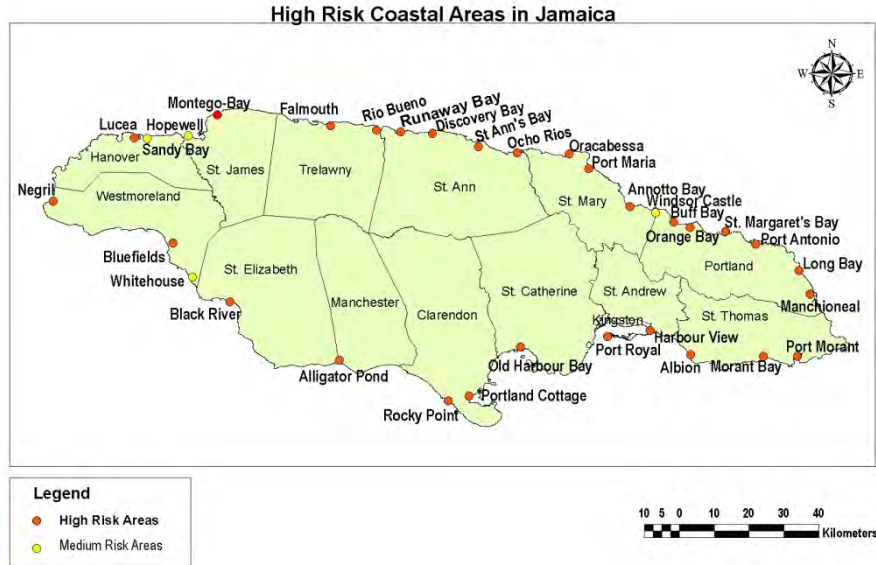 High Risk Coastal Areas in Jamaica
N
W
E
S
Montego-Bay
Lucea
Hopewell
Sandy Bay
Falmouth
Rio Bueno
Runaway Bay
Discovery Bay
St Ann's Bay
Ocho Rios
Oracabessa
Port Maria
Annotto Bay
Windsor Castle
Buff Bay
Orange Bay
St. Margaret's Bay
Port Antonio
Long Bay
Manchioneal
Negril
Hanover
Westmoreland
St. James
Trelawny
St. Ann
St. Mary
Portland
Bluefields
Whitehouse
St. Elizabeth
Manchester
Clarendon
St. Catherine
St. Andrew
Kingston
St. Thomas
Black River
Alligator Pond
Rocky Point
Portland Cottage
Old Harbour Bay
Port Royal
Harbour View
Albion
Morant Bay
Port Morant
Legend
High Risk Areas
Medium Risk Areas
10 5 0 10 20 30 40
Kilometers